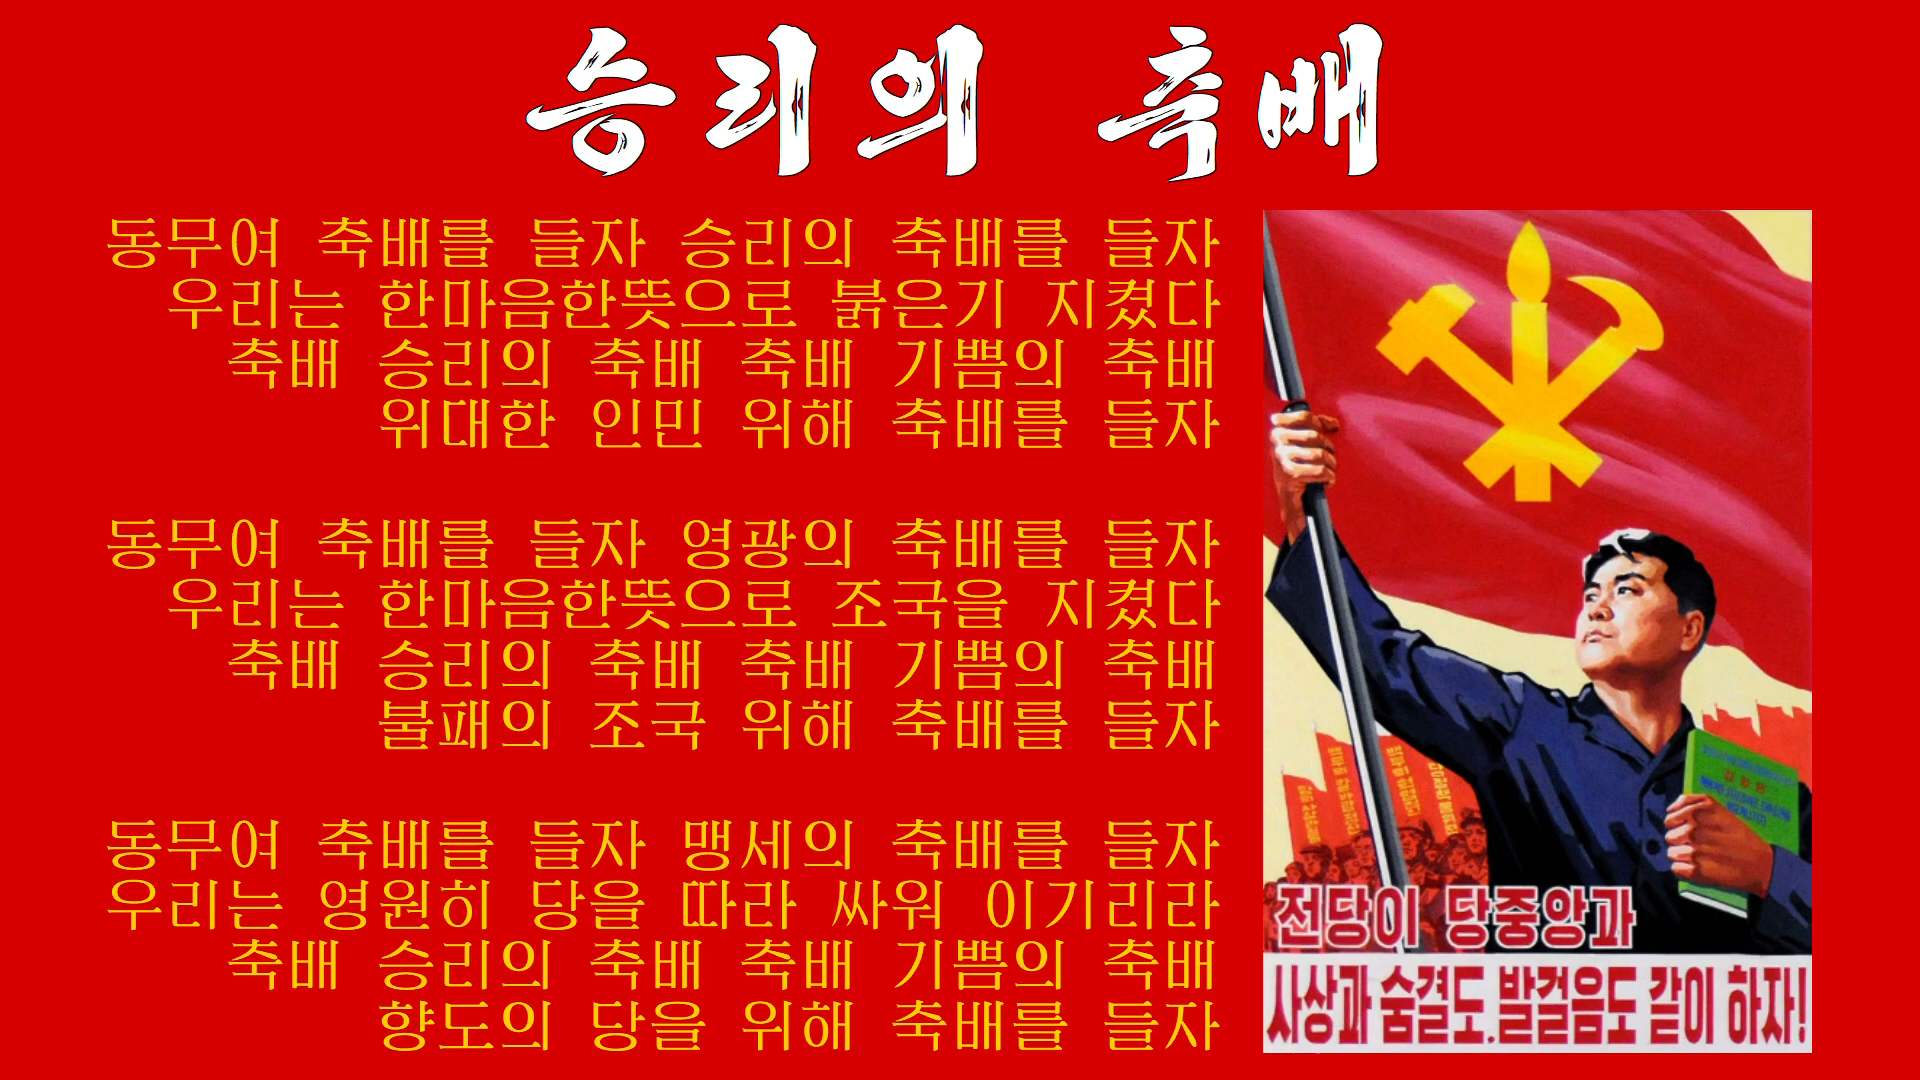 승리의 축배
동무여 축배를 들자 승리의 축배를 들자
우리는 한마음한뜻으로 붉은기 지켰다
축배 승리의 축배 축배 기쁨의 축배
위대한 인민 위해 축배를 들자
동무여 축배를 들자 영광의 축배를 들자
우리는 한마음한뜻으로 조국을 지켰다
축배 승리의 축배 축배 기쁨의 축배
불패의 조국 위해 축배를 들자
동무여 축배를 들자 맹세의 축배를 들자
우리는 영원히 당을 따라 싸워 이기리라
축배 승리의 축배 축배 기쁨의 축배
향도의 당을 위해 축배를 들자
전당이 당중앙과
사상과 숨결도, 발걸음도 같이 하자!